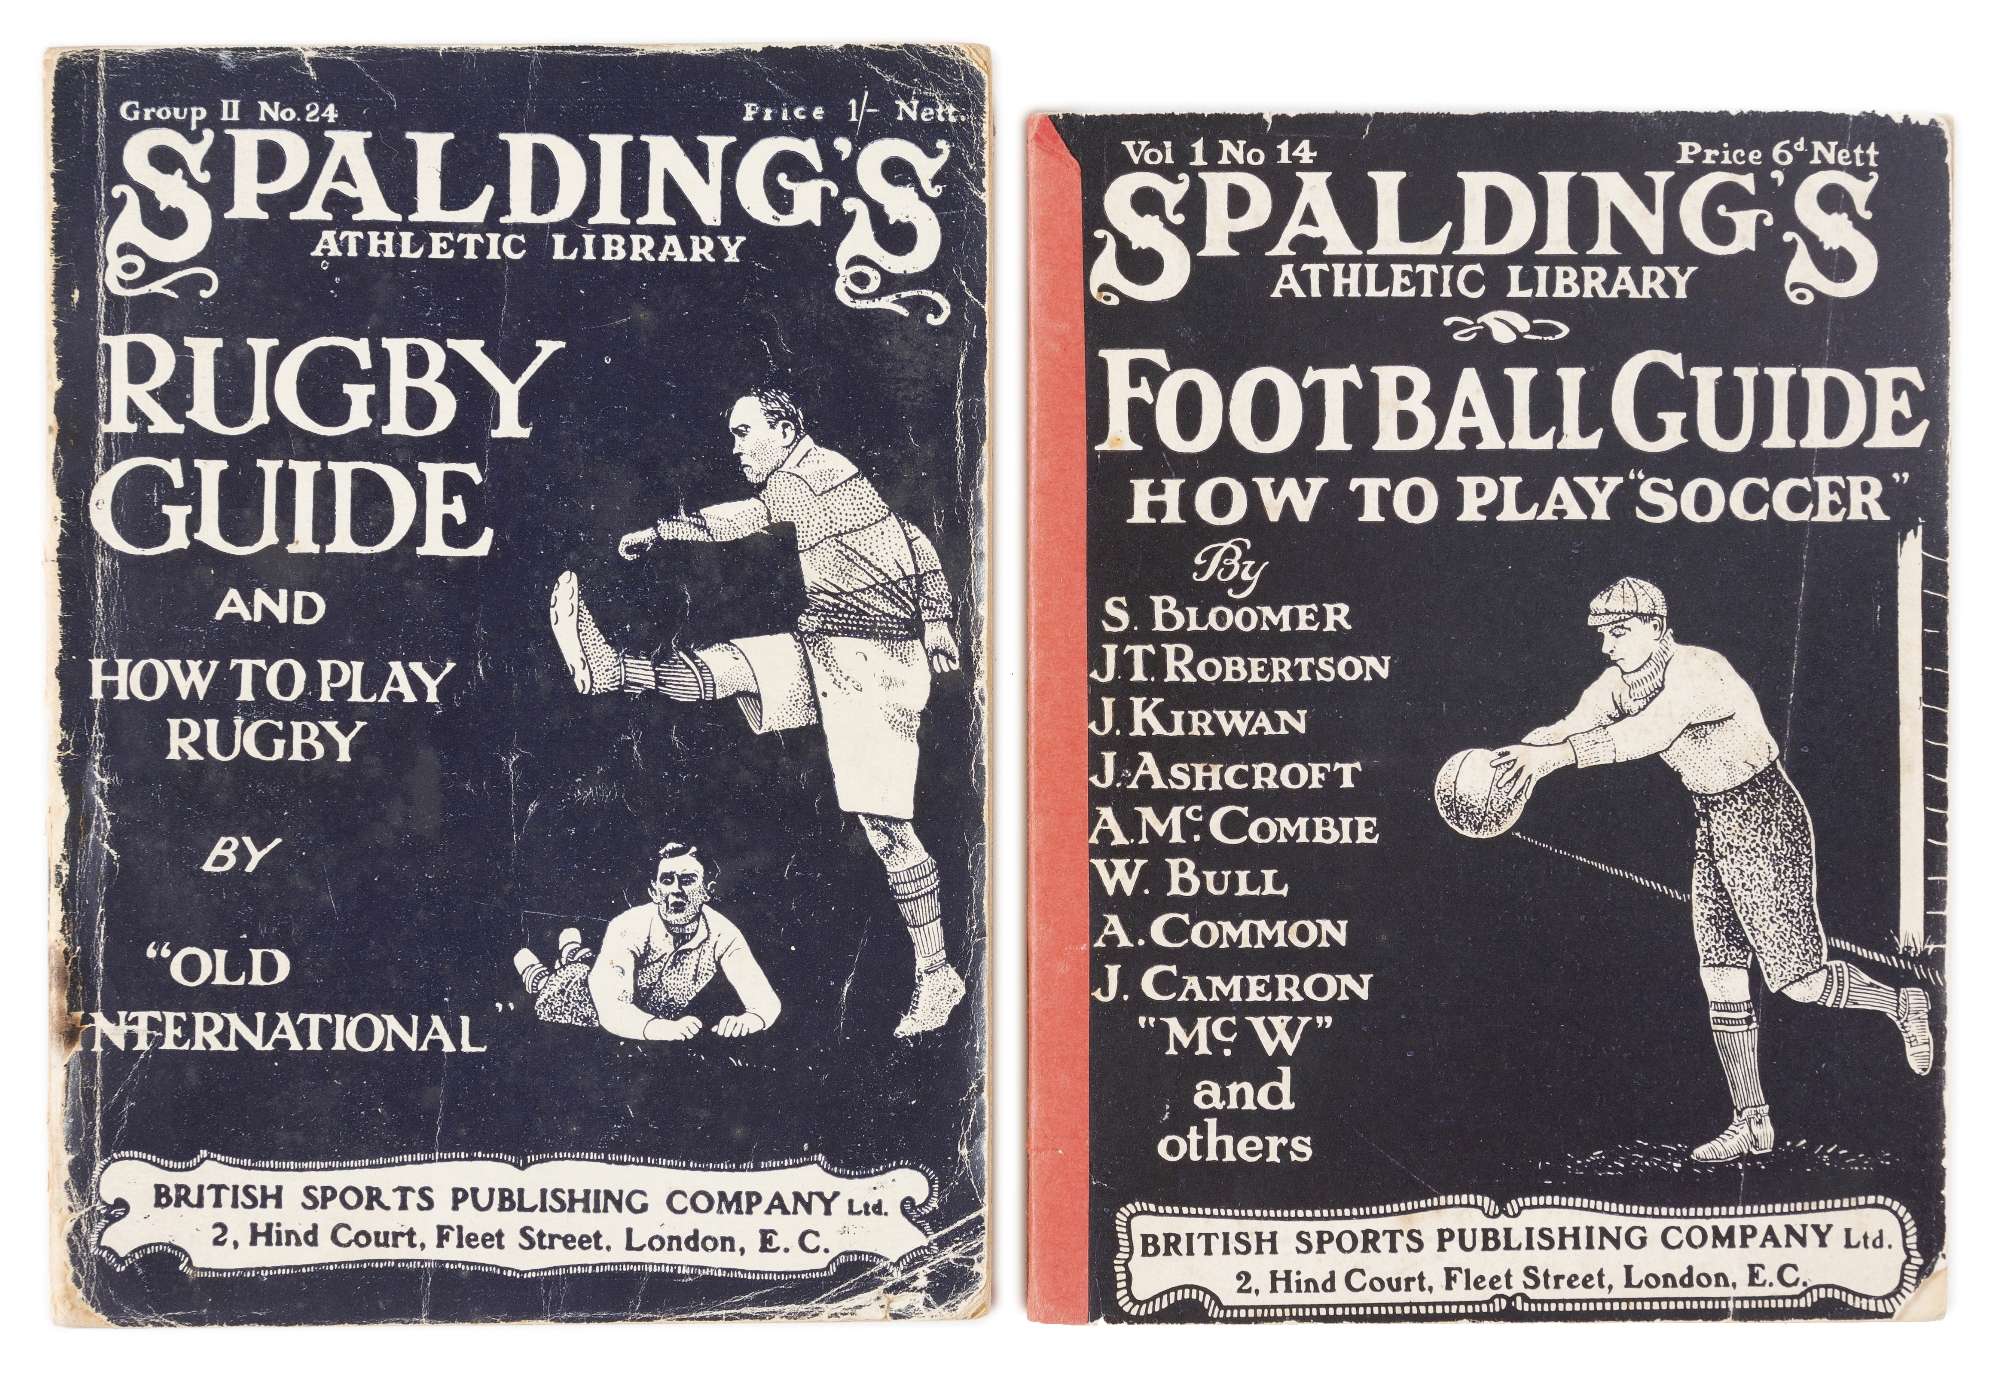 Group II No. 24 Price 1/- Nett.
SPALDING'S
ATHLETIC LIBRARY
RUGBY
GUIDE
AND
HOW TO PLAY
RUGBY
BY
"OLD
INTERNATIONAL"
BRITISH SPORTS PUBLISHING COMPANY Ltd.
2, Hind Court, Fleet Street, London, E. C.
Vol 1 No 14 Price 6d Nett
SPALDING'S
ATHLETIC LIBRARY
FOOTBALL GUIDE
HOW TO PLAY "SOCCER"
By
S. BLOOMER
J.T. ROBERTSON
J. KIRWAN
J. ASHCROFT
A. Mc. COMBIE
W. BULL
A. COMMON
J. CAMERON
"Mc. W"
and
others
BRITISH SPORTS PUBLISHING COMPANY Ltd.
2, Hind Court, Fleet Street, London, E.C.